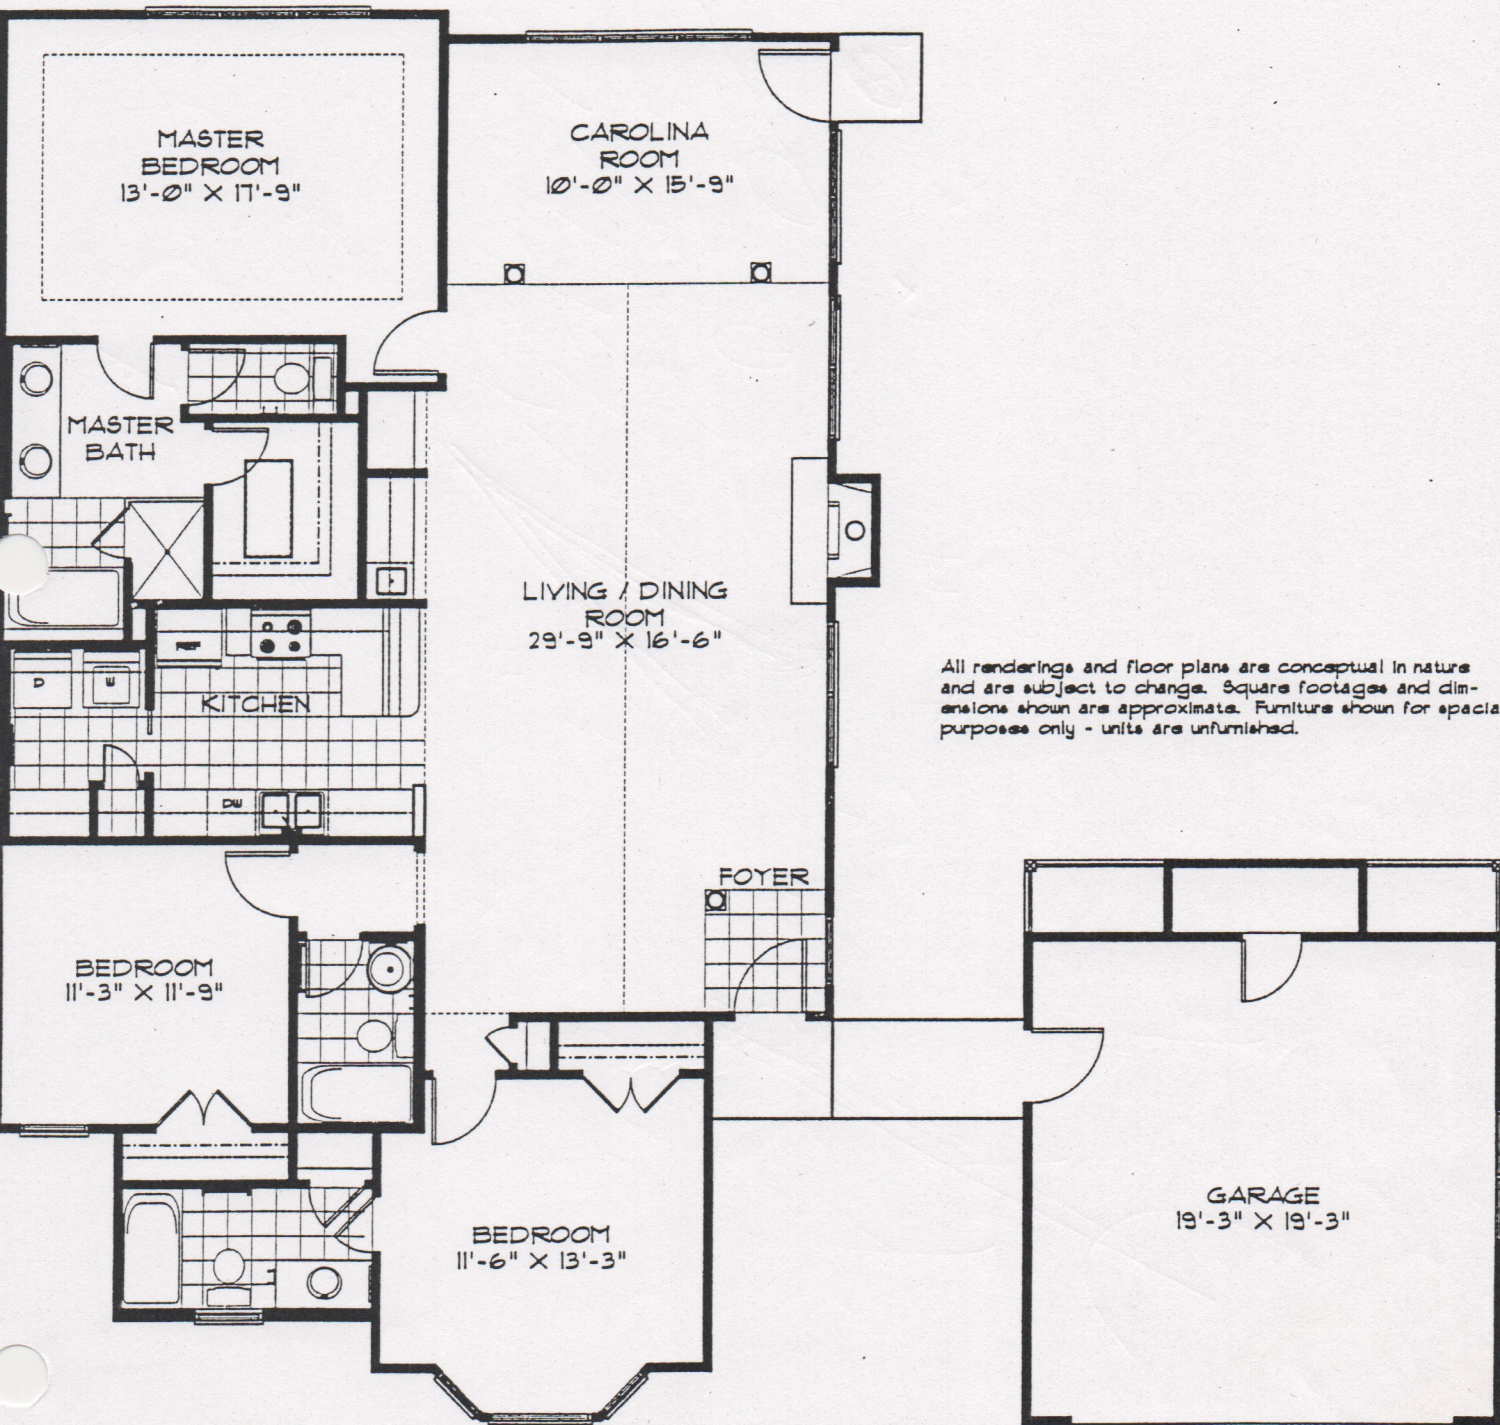 MASTER
BEDROOM
13'-0" X 17'-9"
CAROLINA
ROOM
10'-0" X 15'-9"
MASTER
BATH
LIVING / DINING
ROOM
29'-9" X 16'-6"
D
W
KITCHEN
DW
All renderings and floor plans are conceptual in nature
and are subject to change. Square footages and dim-
ensions shown are approximate. Furniture shown for spacia
purposes only - units are unfurnished.
FOYER
BEDROOM
11'-3" X 11'-9"
BEDROOM
11'-6" X 13'-3"
GARAGE
19'-3" X 19'-3"